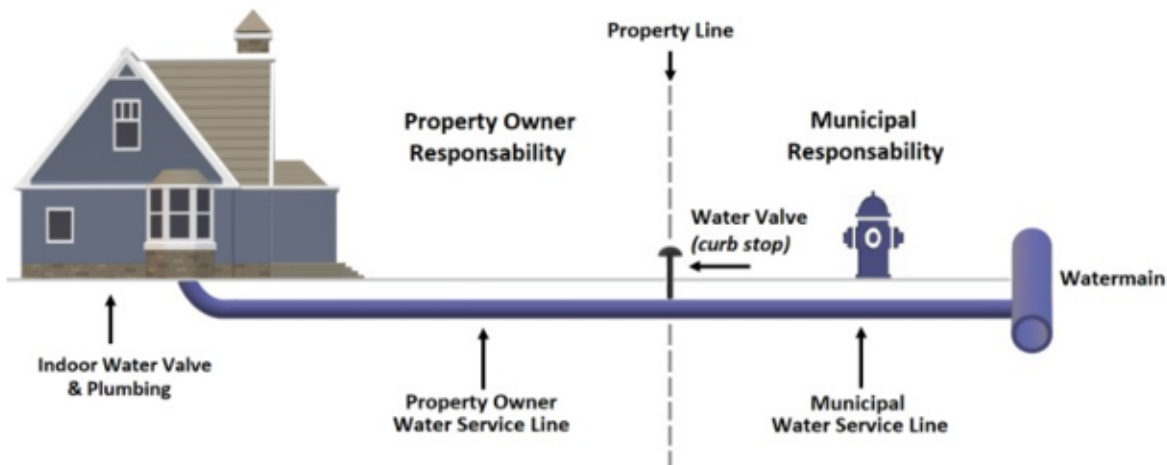 Property Line
Property Owner
Responsability
Municipal
Responsability
Water Valve
(curb stop)
Watermain
Indoor Water Valve
& Plumbing
Property Owner
Water Service Line
Municipal
Water Service Line